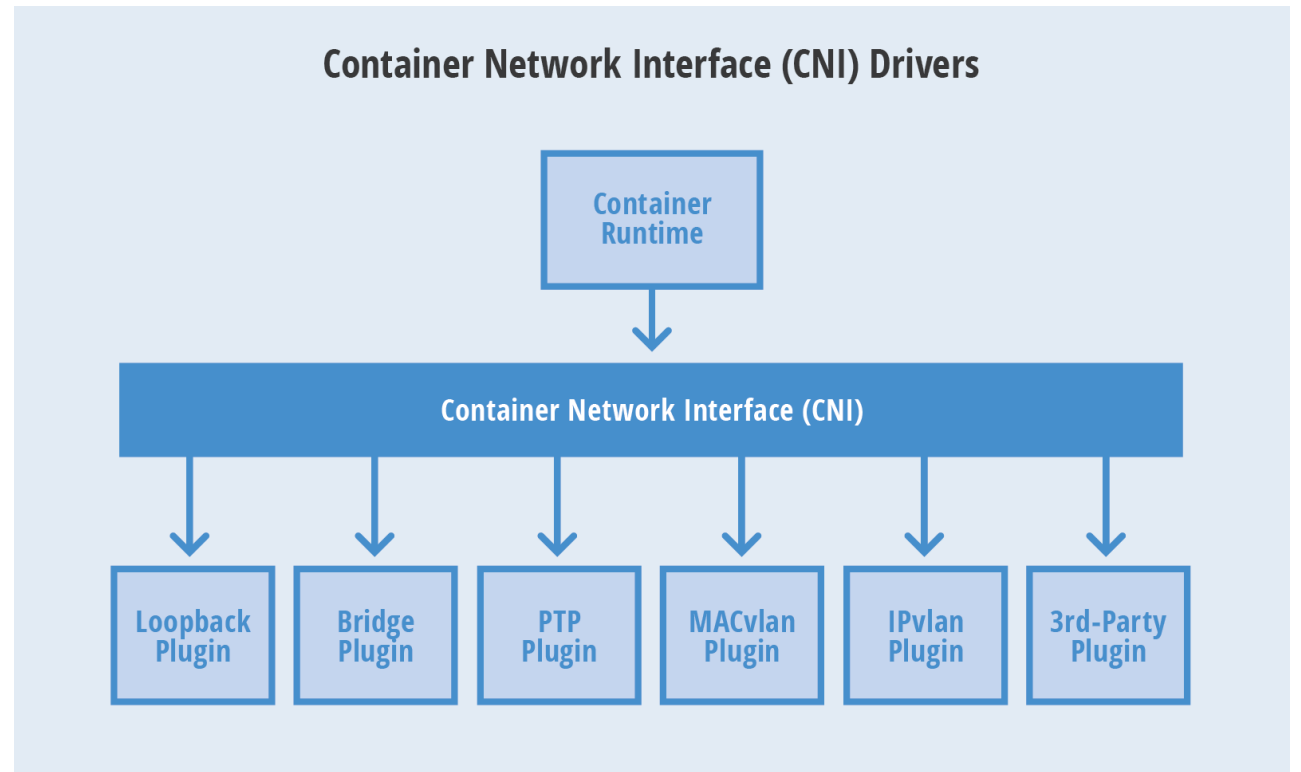 Container Network Interface (CNI) Drivers
Container
Runtime
Container Network Interface (CNI)
Loopback
Plugin
Bridge
Plugin
PTP
Plugin
MACvlan
Plugin
IPvlan
Plugin
3rd-Party
Plugin